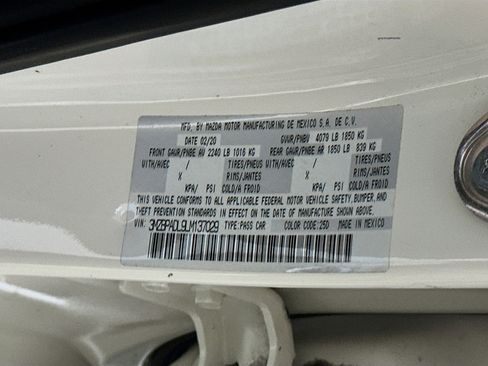 MFD. BY MAZDA MOTOR MANUFACTURING DE MEXICO S.A. DE C.V.
DATE 02/20 GVWR/PNBV 4079 LB 1850 KG
FRONT GAWR/PNBE AV 2240 LB 1016 KG REAR GAWR/PNBE AR 1850 LB 839 KG
WITH/AVEC / TIRES/PNEUS WITH/AVEC / TIRES/PNEUS
X RIMS/JANTES X RIMS/JANTES
KPA/ PSI COLD/A FROID KPA/ PSI COLD/A FROID
THIS VEHICLE CONFORMS TO ALL APPLICABLE FEDERAL MOTOR VEHICLE SAFETY, BUMPER, AND
THEFT PREVENTION STANDARDS IN EFFECT ON THE DATE OF MANUFACTURE SHOWN ABOVE.
VIN: 3MZBPADL9LM137029 TYPE: PASS CAR COLOR CODE: 25D MADE IN MEXICO